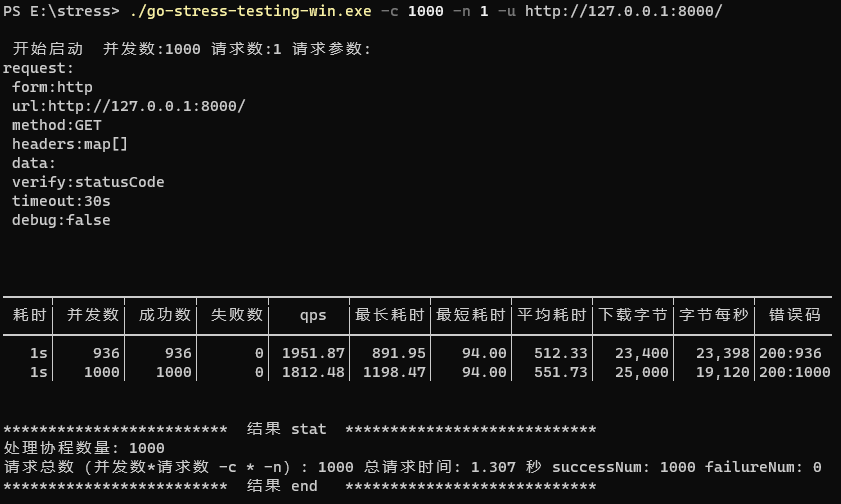 PS E:\stress> ./go-stress-testing-win.exe -c 1000 -n 1 -u http://127.0.0.1:8000/
开始启动  并发数:1000 请求数:1 请求参数:
request:
form:http
url:http://127.0.0.1:8000/
method:GET
headers:map[]
data:
verify:statusCode
timeout:30s
debug:false
耗时│ 并发数│ 成功数│ 失败数│ qps │最长耗时│最短耗时│平均耗时│下载字节│字节每秒│ 错误码
1s│ 936│ 936│ 0│ 1951.87│ 891.95│ 94.00│ 512.33│ 23,400│ 23,398│200:936
1s│ 1000│ 1000│ 0│ 1812.48│ 1198.47│ 94.00│ 551.73│ 25,000│ 19,120│200:1000
*************************  结果 stat  ****************************
处理协程数量: 1000
请求总数 (并发数*请求数 -c * -n) : 1000 总请求时间: 1.307 秒 successNum: 1000 failureNum: 0
*************************  结果 end   ****************************